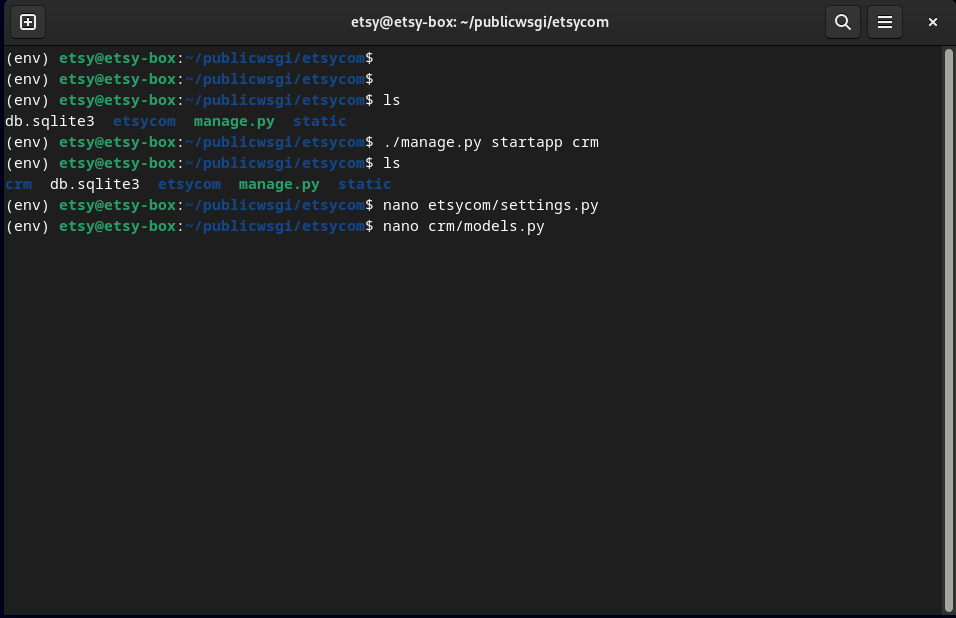 etsy@etsy-box: ~/publicwsgi/etsycom
(env) etsy@etsy-box:~/publicwsgi/etsycom$
(env) etsy@etsy-box:~/publicwsgi/etsycom$
(env) etsy@etsy-box:~/publicwsgi/etsycom$ ls
db.sqlite3  etsycom  manage.py  static
(env) etsy@etsy-box:~/publicwsgi/etsycom$ ./manage.py startapp crm
(env) etsy@etsy-box:~/publicwsgi/etsycom$ ls
crm  db.sqlite3  etsycom  manage.py  static
(env) etsy@etsy-box:~/publicwsgi/etsycom$ nano etsycom/settings.py
(env) etsy@etsy-box:~/publicwsgi/etsycom$ nano crm/models.py